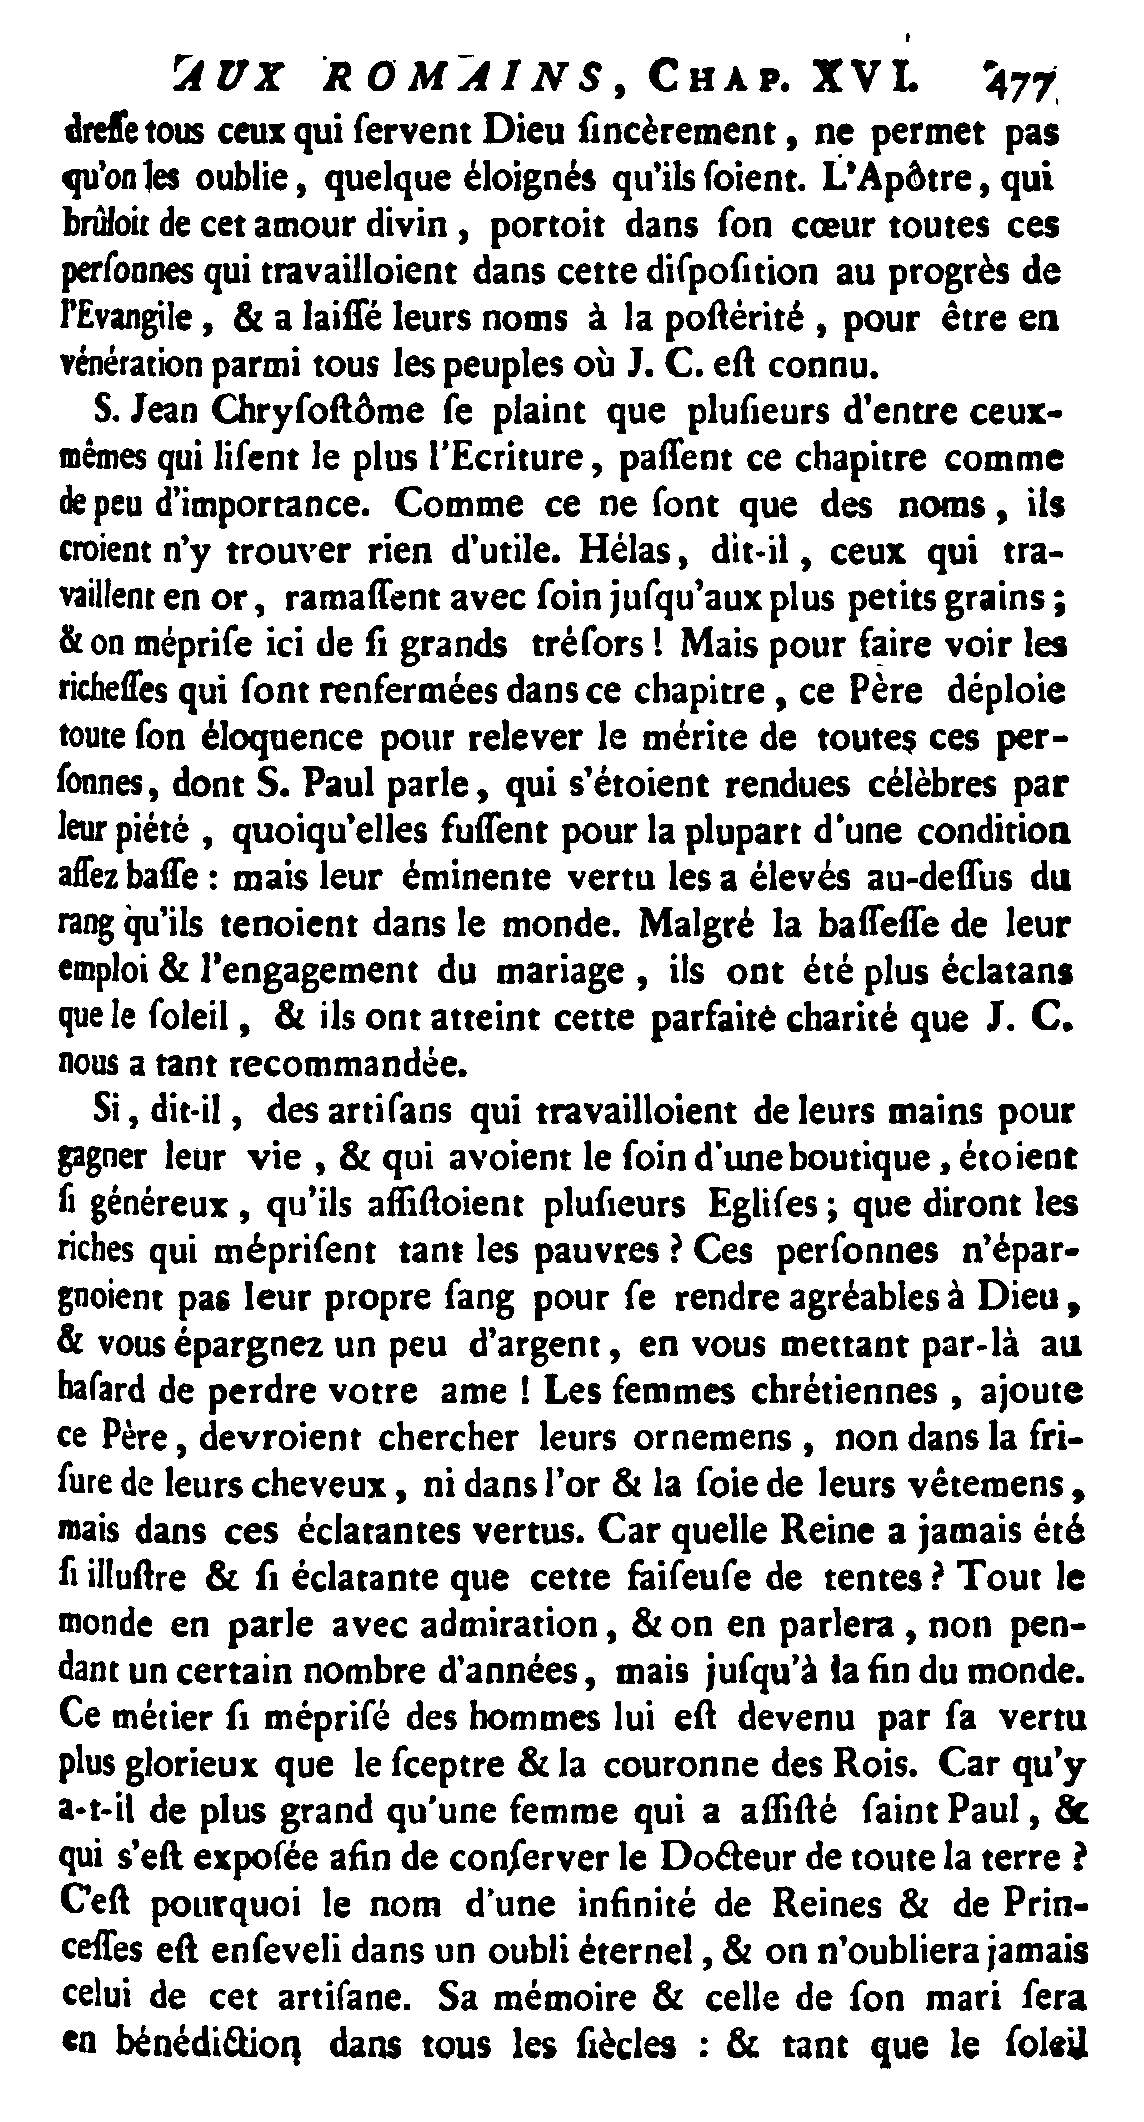 AUX ROMAINS, CHAP. XVI. 477
dreſſe tous ceux qui ſervent Dieu ſincèrement, ne permet pas
qu'on les oublie, quelque éloignés qu'ils ſoient. L'Apôtre, qui
brûloit de cet amour divin, portoit dans ſon cœur toutes ces
perſonnes qui travailloient dans cette diſpoſition au progrès de
l'Evangile, & a laiſſé leurs noms à la poſtérité, pour être en
vénération parmi tous les peuples où J. C. eſt connu.
S. Jean Chryſoſtôme ſe plaint que pluſieurs d'entre ceux-
mêmes qui liſent le plus l'Ecriture, paſſent ce chapitre comme
de peu d'importance. Comme ce ne ſont que des noms, ils
croient n'y trouver rien d'utile. Hélas, dit-il, ceux qui tra-
vaillent en or, ramaſſent avec ſoin juſqu'aux plus petits grains;
& on mépriſe ici de ſi grands tréſors! Mais pour faire voir les
richeſſes qui ſont renfermées dans ce chapitre, ce Père déploie
toute ſon éloquence pour relever le mérite de toutes ces per-
ſonnes, dont S. Paul parle, qui s'étoient rendues célèbres par
leur piété, quoiqu'elles fuſſent pour la plupart d'une condition
aſſez baſſe: mais leur éminente vertu les a élevés au-deſſus du
rang qu'ils tenoient dans le monde. Malgré la baſſeſſe de leur
emploi & l'engagement du mariage, ils ont été plus éclatans
que le ſoleil, & ils ont atteint cette parfaite charité que J. C.
nous a tant recommandée.
Si, dit-il, des artiſans qui travailloient de leurs mains pour
gagner leur vie, & qui avoient le ſoin d'une boutique, étoient
ſi généreux, qu'ils aſſiſtoient pluſieurs Egliſes; que diront les
riches qui mépriſent tant les pauvres? Ces perſonnes n'épar-
gnoient pas leur propre ſang pour ſe rendre agréables à Dieu,
& vous épargnez un peu d'argent, en vous mettant par-là au
haſard de perdre votre ame! Les femmes chrétiennes, ajoute
ce Père, devroient chercher leurs ornemens, non dans la fri-
ſure de leurs cheveux, ni dans l'or & la ſoie de leurs vêtemens,
mais dans ces éclatantes vertus. Car quelle Reine a jamais été
ſi illuſtre & ſi éclatante que cette faiſeuſe de tentes? Tout le
monde en parle avec admiration, & on en parlera, non pen-
dant un certain nombre d'années, mais juſqu'à la fin du monde.
Ce métier ſi mépriſé des hommes lui eſt devenu par ſa vertu
plus glorieux que le ſceptre & la couronne des Rois. Car qu'y
a-t-il de plus grand qu'une femme qui a aſſiſté ſaint Paul, &
qui s'eſt expoſée afin de conſerver le Docteur de toute la terre?
C'eſt pourquoi le nom d'une infinité de Reines & de Prin-
ceſſes eſt enſeveli dans un oubli éternel, & on n'oubliera jamais
celui de cet artiſane. Sa mémoire & celle de ſon mari ſera
en bénédiction dans tous les ſiècles: & tant que le ſoleil